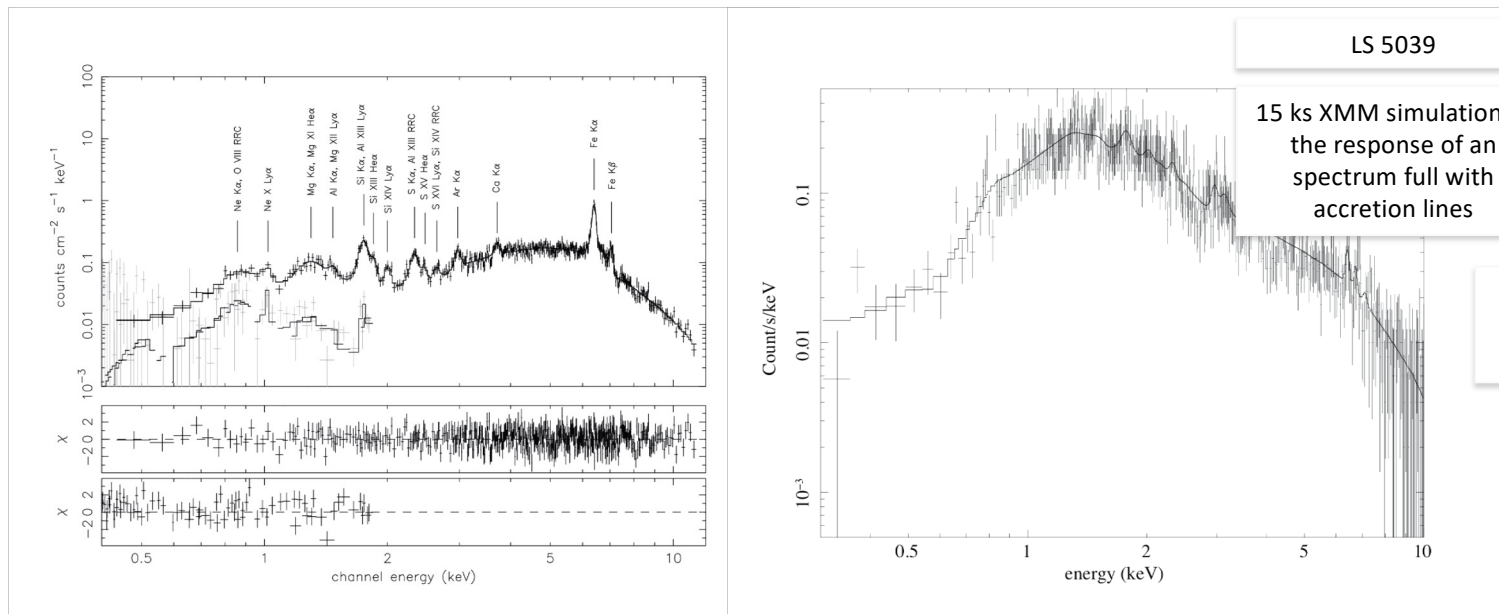 100
10
1
0.1
0.01
10⁻³
counts cm⁻² s⁻¹ keV⁻¹
Ne Kα, O VIII RRC
Ne X Lyα
Mg Kα, Mg XI Heα
Al Kα, Mg XII Lyα
Si Kα, Al XIII Lyα
Si XIII Heα
Si XIV Lyα
S Kα, Al XIII RRC
S XV Heα
S XVI Lyα, Si XIV RRC
Ar Kα
Ca Kα
Fe Kα
Fe Kβ
χ
−2 0 2
χ
−2 0 2
0.5 1 2 5 10
channel energy (keV)
LS 5039
15 ks XMM simulation
the response of an
spectrum full with
accretion lines
Count/s/keV
0.1
0.01
10⁻³
0.5 1 2 5 10
energy (keV)